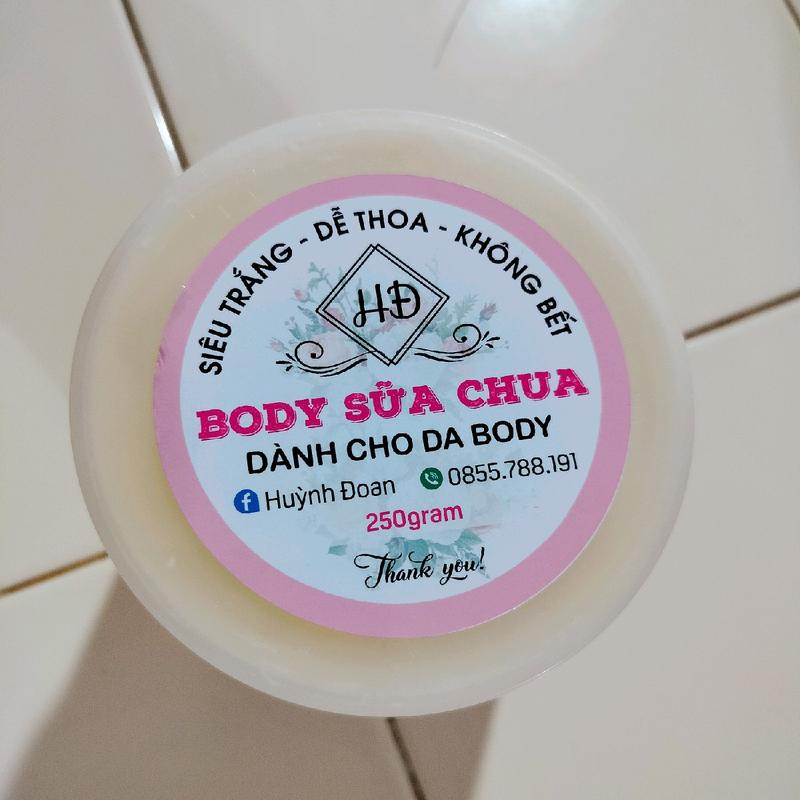 SIÊU TRẮNG - DỄ THOA - KHÔNG BẾT
HĐ
BODY SỮA CHUA
DÀNH CHO DA BODY
Huỳnh Đoan 0855.788.191
250gram
Thank you!